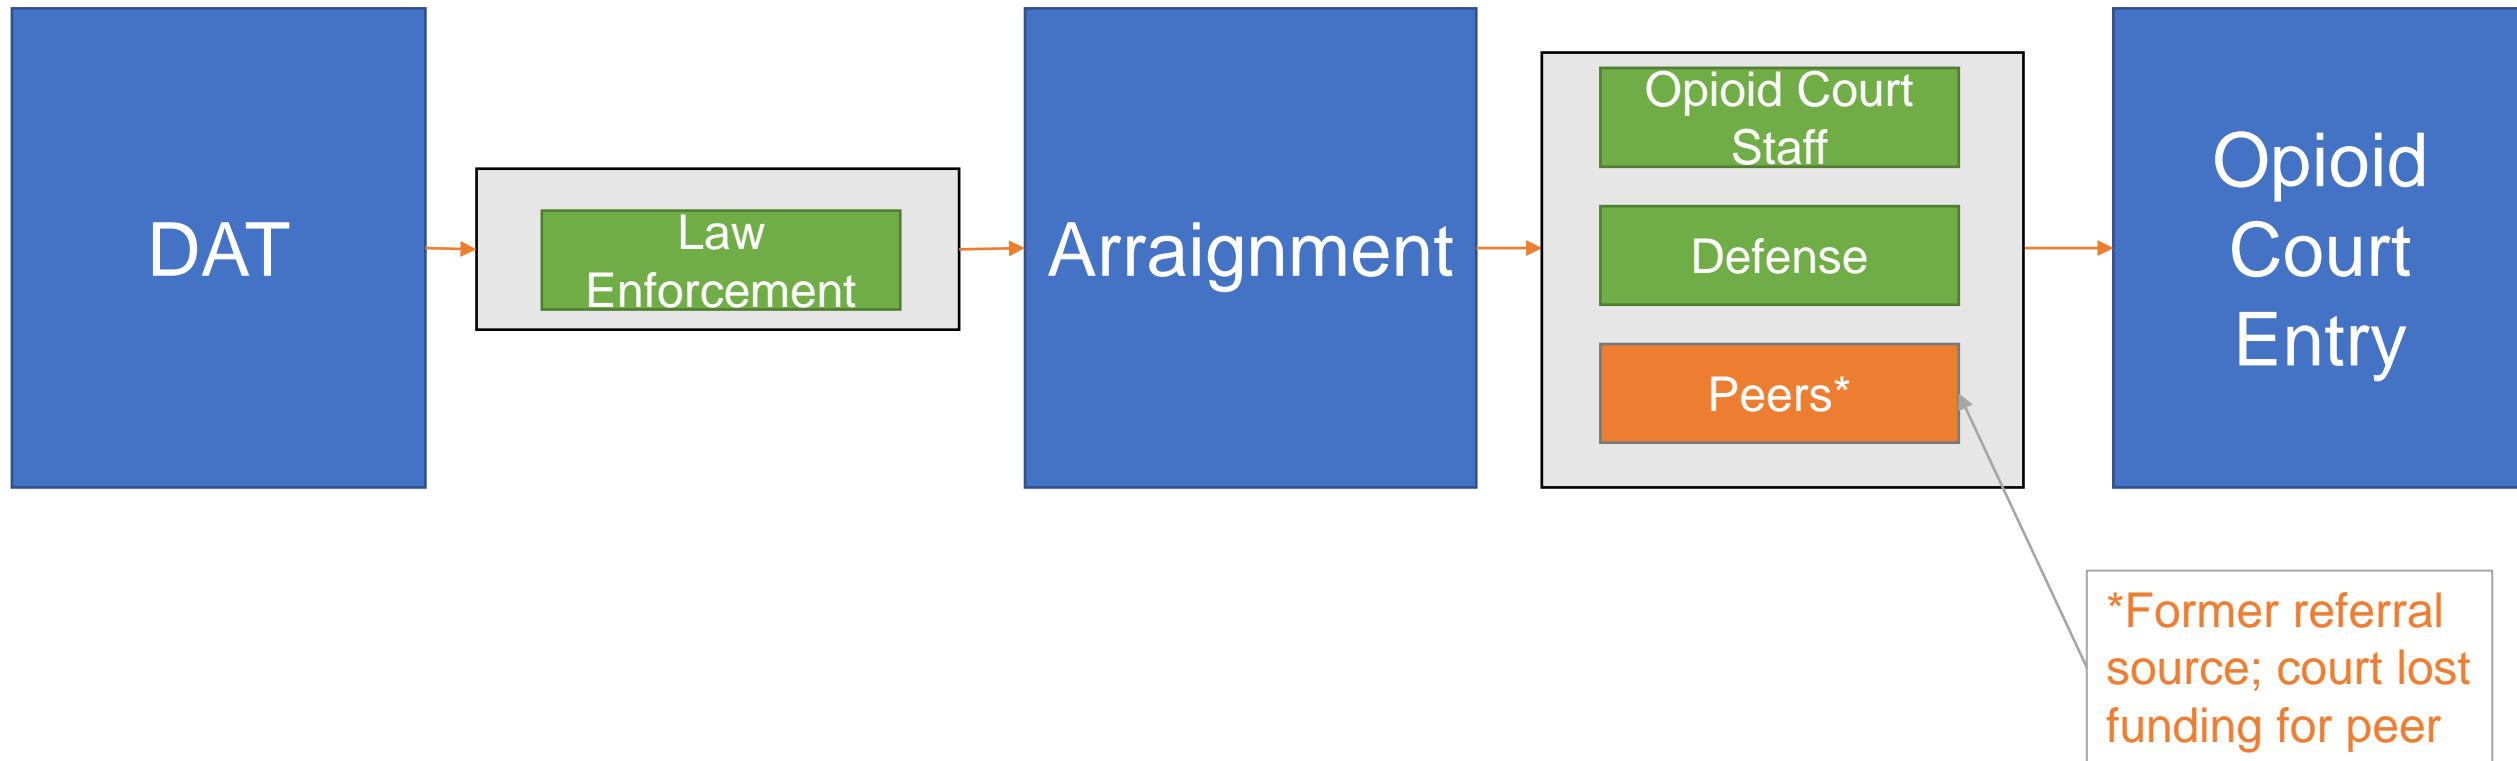 DAT
Law
Enforcement
Arraignment
Opioid Court
Staff
Defense
Peers*
Opioid
Court
Entry
*Former referral
source; court lost
funding for peer